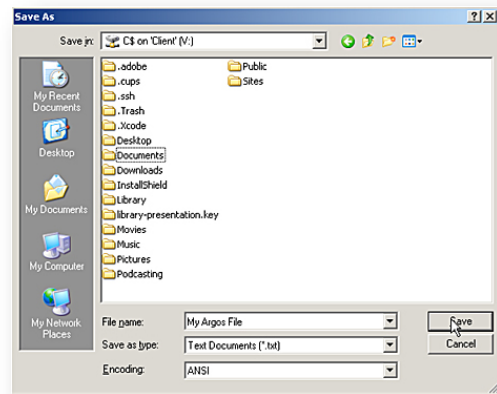 Save As
Save in: C$ on 'Client' (V:)
My Recent Documents
Desktop
My Documents
My Computer
My Network Places
.adobe
.cups
.ssh
.Trash
.Xcode
Desktop
Documents
Downloads
InstallShield
Library
library-presentation.key
Movies
Music
Pictures
Podcasting
Public
Sites
File name: My Argos File
Save as type: Text Documents (*.txt)
Encoding: ANSI
Save
Cancel